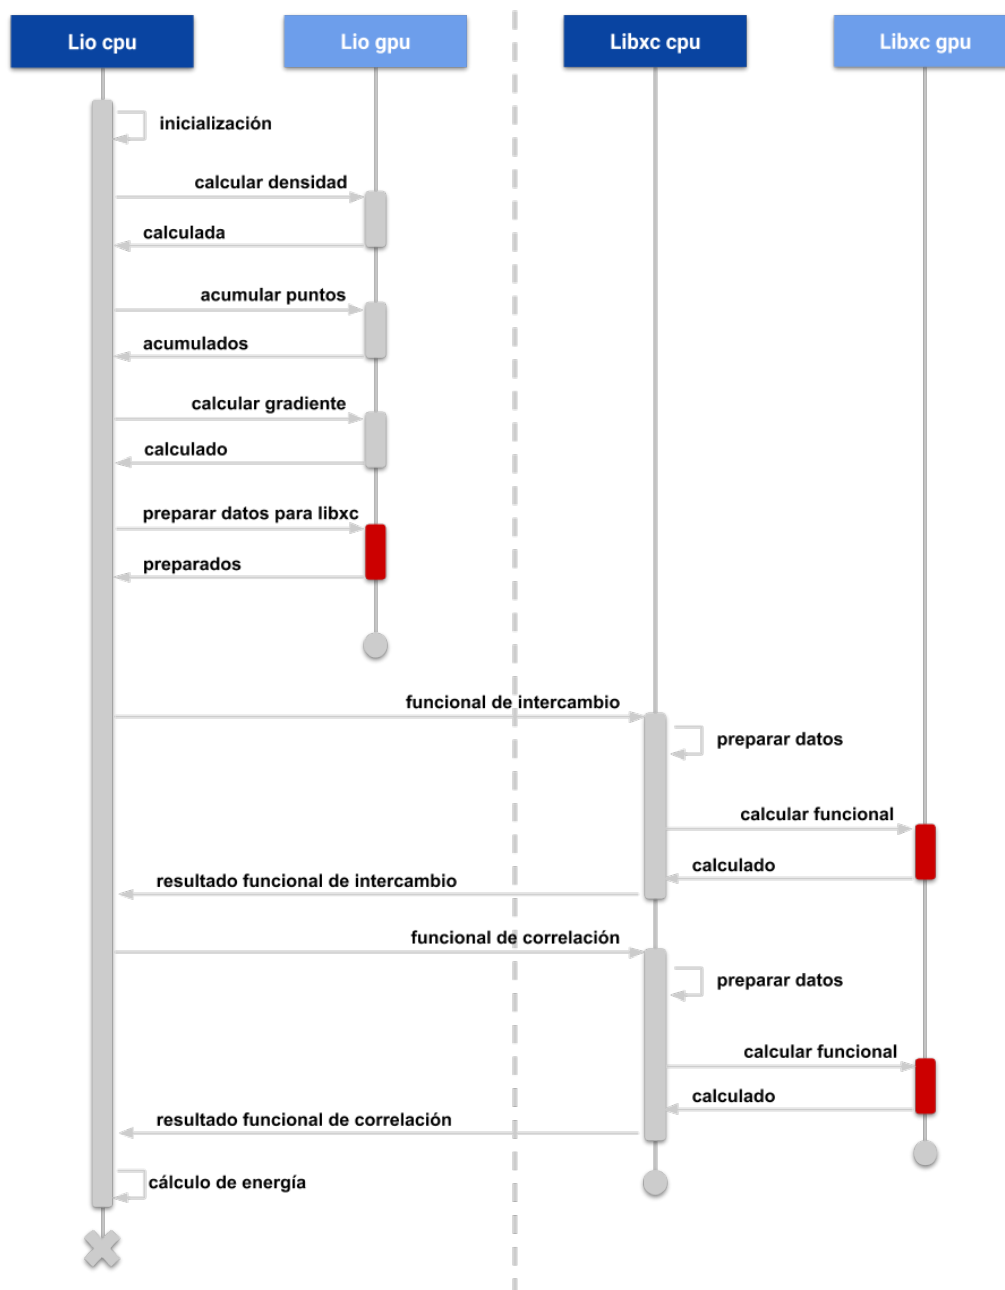 Lio cpu
Lio gpu
Libxc cpu
Libxc gpu
inicialización
calcular densidad
calculada
acumular puntos
acumulados
calcular gradiente
calculado
preparar datos para libxc
preparados
funcional de intercambio
preparar datos
calcular funcional
calculado
resultado funcional de intercambio
funcional de correlación
preparar datos
calcular funcional
calculado
resultado funcional de correlación
cálculo de energía